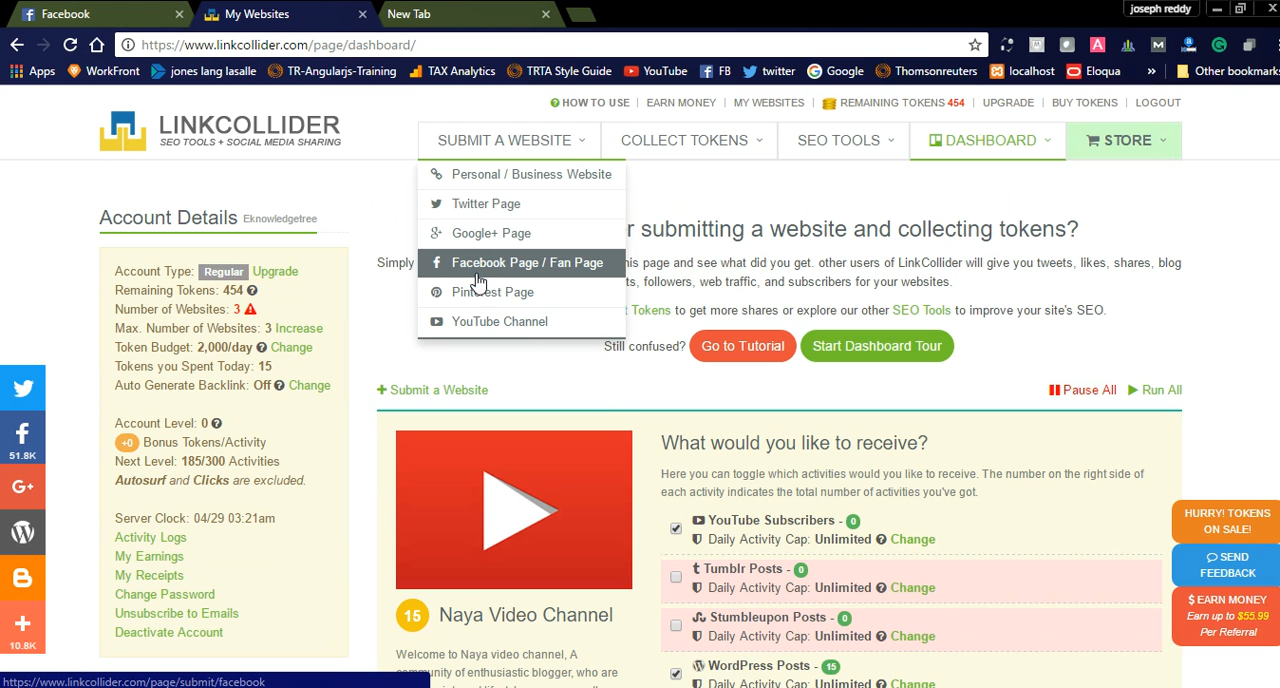 Facebook
My Websites
New Tab
joseph reddy
https://www.linkcollider.com/page/dashboard/
Apps WorkFront jones lang lasalle TR-Angularjs-Training TAX Analytics TRTA Style Guide YouTube FB twitter Google Thomsonreuters localhost Eloqua » Other bookmarks
HOW TO USE | EARN MONEY | MY WEBSITES | REMAINING TOKENS 454 | UPGRADE | BUY TOKENS | LOGOUT
LINKCOLLIDER
SEO TOOLS + SOCIAL MEDIA SHARING
SUBMIT A WEBSITE COLLECT TOKENS SEO TOOLS DASHBOARD STORE
Personal / Business Website
Twitter Page
Google+ Page
Facebook Page / Fan Page
Pinterest Page
YouTube Channel
Account Details Eknowledgetree
Account Type: Regular Upgrade
Remaining Tokens: 454
Number of Websites: 3
Max. Number of Websites: 3 Increase
Token Budget: 2,000/day Change
Tokens you Spent Today: 15
Auto Generate Backlink: Off Change
Account Level: 0
+0 Bonus Tokens/Activity
Next Level: 185/300 Activities
Autosurf and Clicks are excluded.
Server Clock: 04/29 03:21am
Activity Logs
My Earnings
My Receipts
Change Password
Unsubscribe to Emails
Deactivate Account
r submitting a website and collecting tokens?
Simply this page and see what did you get. other users of LinkCollider will give you tweets, likes, shares, blog
ts, followers, web traffic, and subscribers for your websites.
t Tokens to get more shares or explore our other SEO Tools to improve your site's SEO.
Still confused? Go to Tutorial Start Dashboard Tour
+ Submit a Website
Pause All Run All
15 Naya Video Channel
Welcome to Naya video channel, A
community of enthusiastic blogger, who are
What would you like to receive?
Here you can toggle which activities would you like to receive. The number on the right side of
each activity indicates the total number of activities you've got.
YouTube Subscribers - 0
Daily Activity Cap: Unlimited Change
Tumblr Posts - 0
Daily Activity Cap: Unlimited Change
Stumbleupon Posts - 0
Daily Activity Cap: Unlimited Change
WordPress Posts - 15
Daily Activity Cap: Unlimited Change
51.8K
G+
10.8K
HURRY! TOKENS
ON SALE!
SEND
FEEDBACK
$ EARN MONEY
Earn up to $55.99
Per Referral
https://www.linkcollider.com/page/submit/facebook